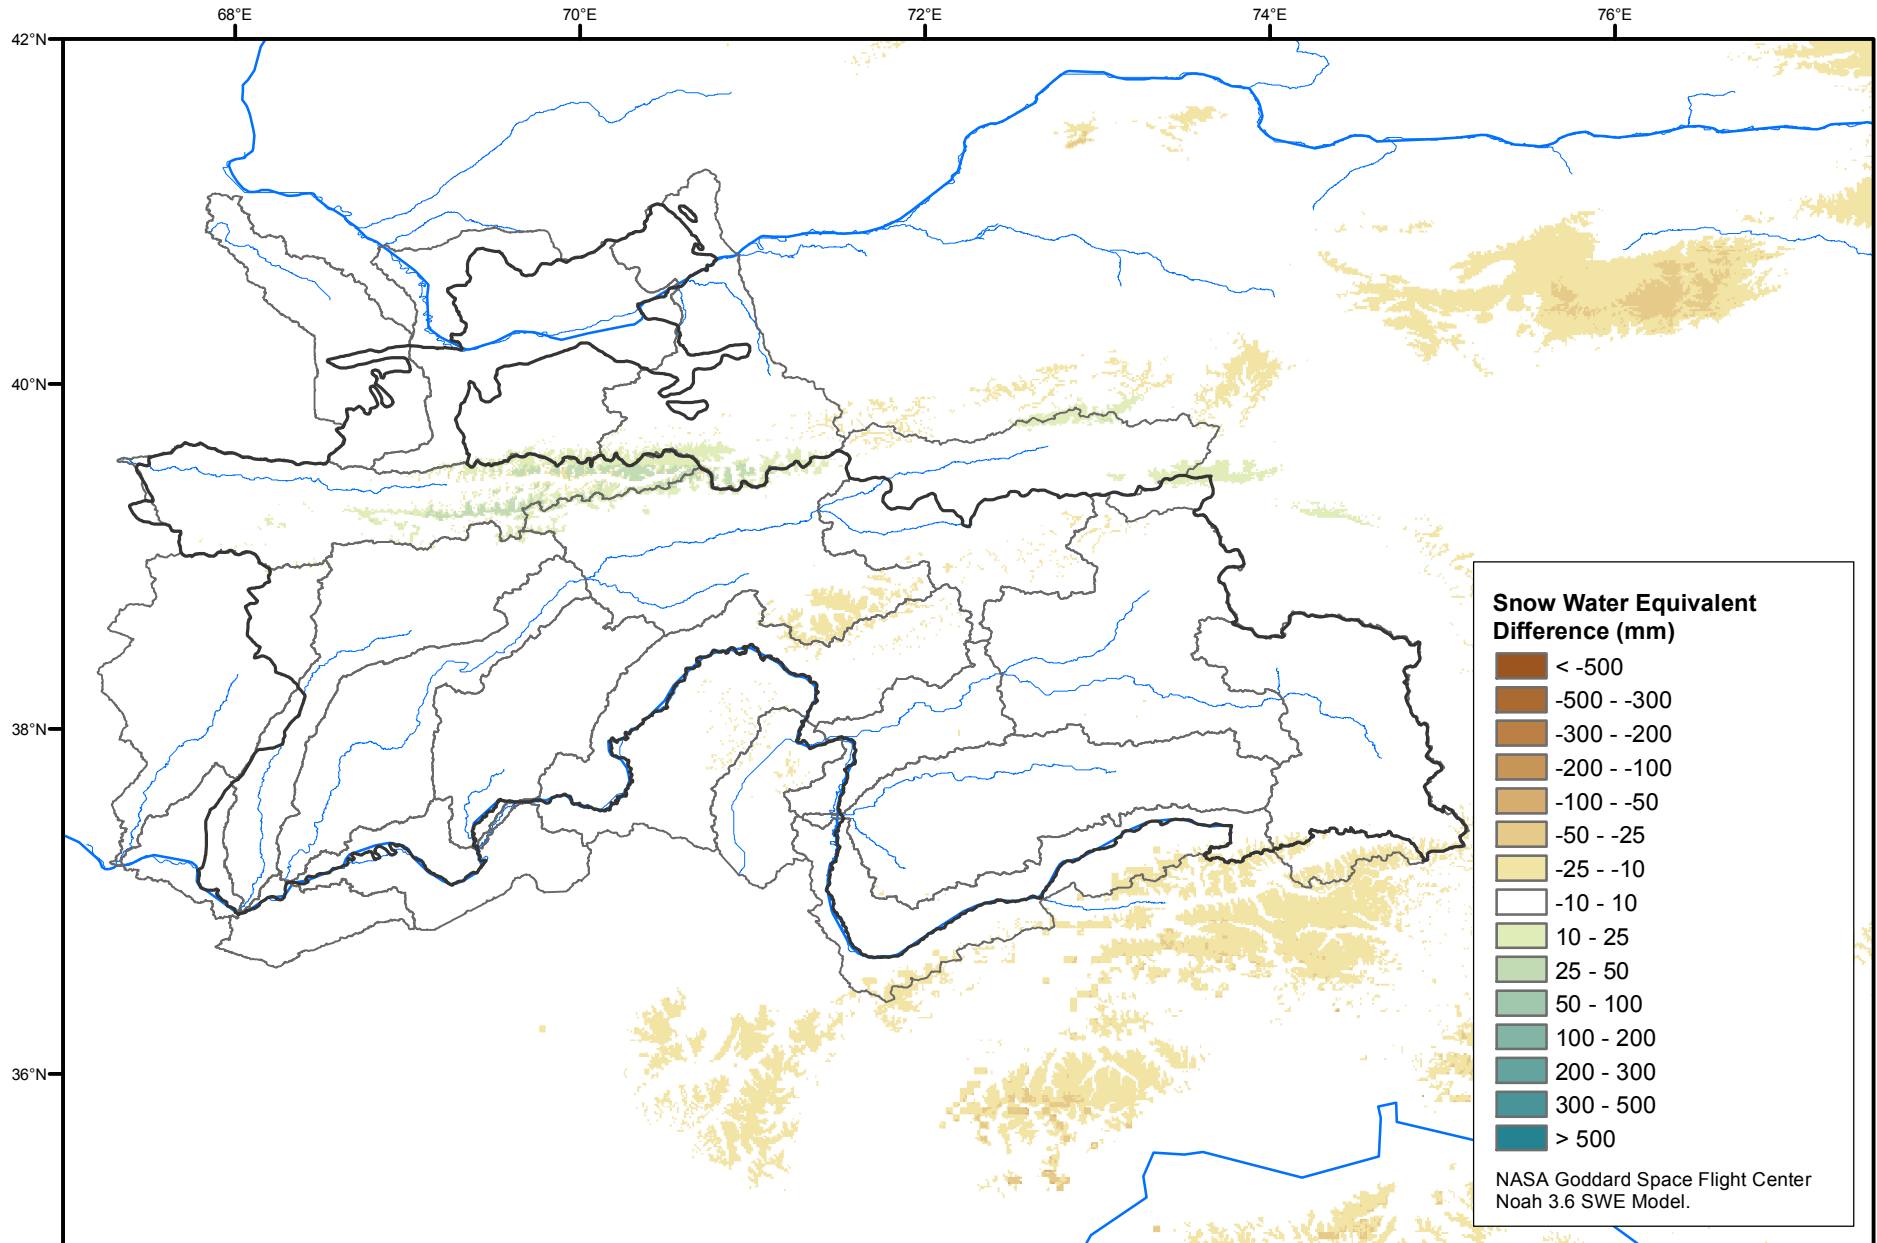 68°E
70°E
72°E
74°E
76°E
42°N
40°N
38°N
36°N
Snow Water Equivalent
Difference (mm)
< -500
-500 - -300
-300 - -200
-200 - -100
-100 - -50
-50 - -25
-25 - -10
-10 - 10
10 - 25
25 - 50
50 - 100
100 - 200
200 - 300
300 - 500
> 500
NASA Goddard Space Flight Center
Noah 3.6 SWE Model.